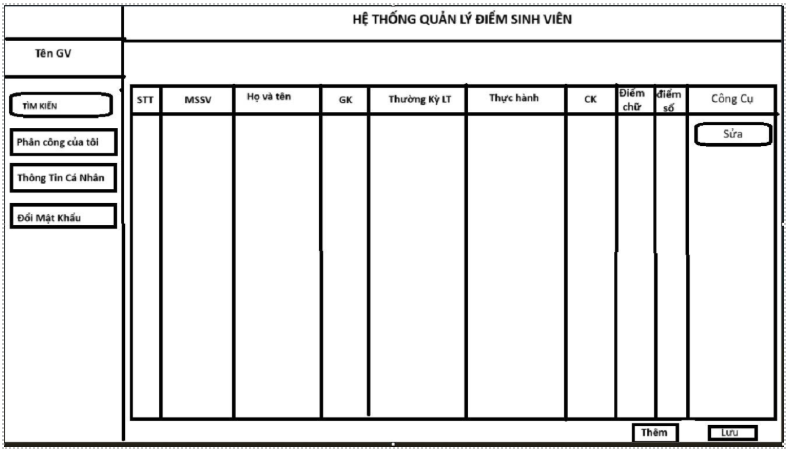 HỆ THỐNG QUẢN LÝ ĐIỂM SINH VIÊN
Tên GV
TÌM KIẾN
Phân công của tôi
Thông Tin Cá Nhân
Đổi Mật Khẩu
STT MSSV Họ và tên GK Thường Kỳ LT Thực hành CK Điểm chữ điểm số Công Cụ
Sửa
Thêm Lưu